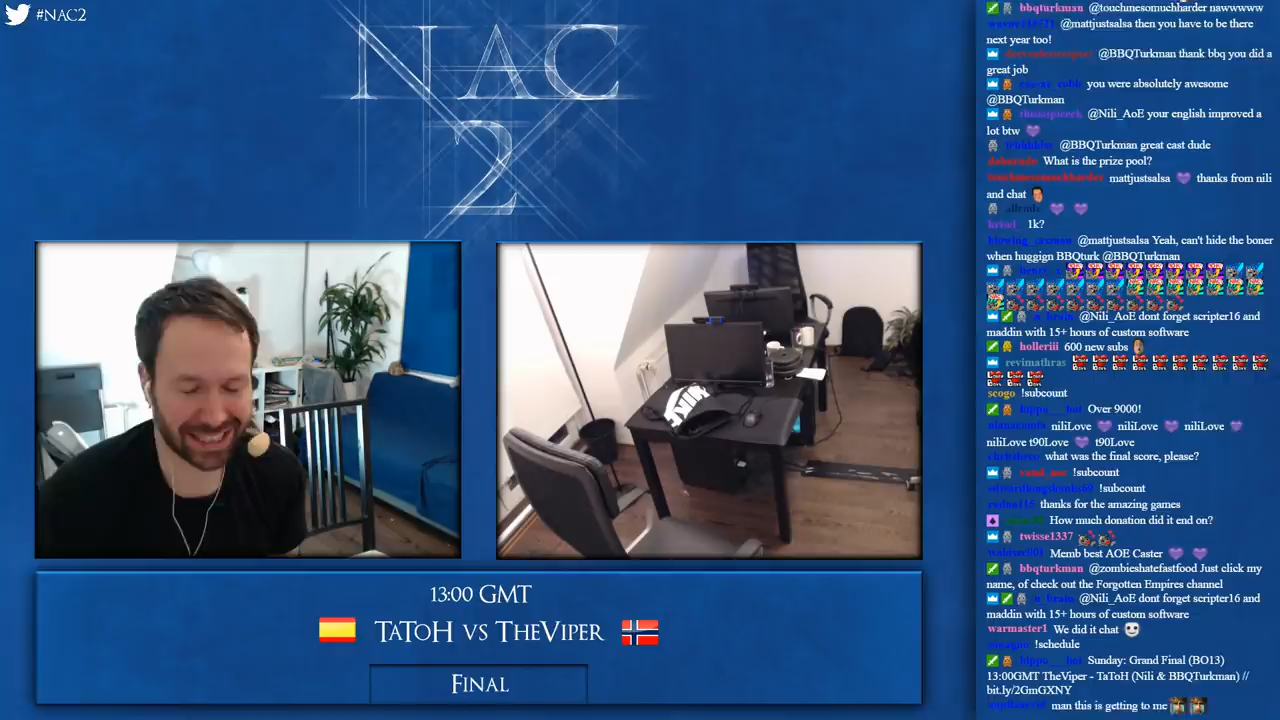 #NAC2
NAC
2
NIKE
13:00 GMT
TaToH vs TheViper
Final
bbqturkman @touchmesomuchharder nawwwww
@mattjustsalsa then you have to be there
next year too!
@BBQTurkman thank bbq you did a
great job
you were absolutely awesome
@BBQTurkman
@Nili_AoE your english improved a
lot btw
@BBQTurkman great cast dude
What is the prize pool?
touchmesomuchharder mattjustsalsa thanks from nili
and chat
1k?
@mattjustsalsa Yeah, can't hide the boner
when huggign BBQturk @BBQTurkman
@Nili_AoE dont forget scripter16 and
maddin with 15+ hours of custom software
holleriii 600 new subs
revimathras
scogo !subcount
hippo___bot Over 9000!
niliLove niliLove niliLove
niliLove t90Love t90Love
what was the final score, please?
!subcount
!subcount
thanks for the amazing games
How much donation did it end on?
twisse1337
Memb best AOE Caster
bbqturkman @zombieshatefastfood Just click my
name, of check out the Forgotten Empires channel
@Nili_AoE dont forget scripter16 and
maddin with 15+ hours of custom software
warmaster1 We did it chat
!schedule
hippo___bot Sunday: Grand Final (BO13)
13:00GMT TheViper - TaToH (Nili & BBQTurkman) //
bit.ly/2GmGXNY
man this is getting to me